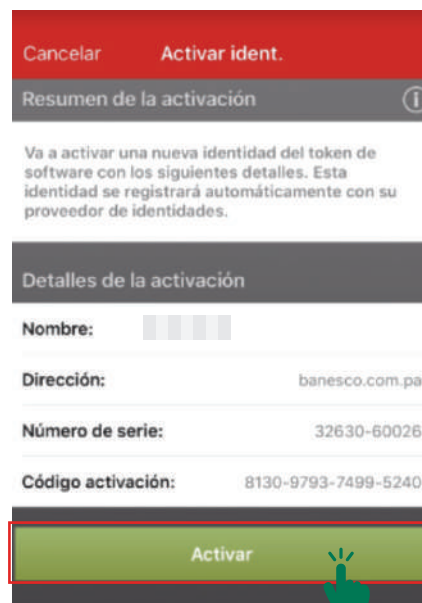 Cancelar Activar ident.
Resumen de la activación
Va a activar una nueva identidad del token de
software con los siguientes detalles. Esta
identidad se registrará automáticamente con su
proveedor de identidades.
Detalles de la activación
Nombre:
Dirección: banesco.com.pa
Número de serie: 32630-60026
Código activación: 8130-9793-7499-5240
Activar